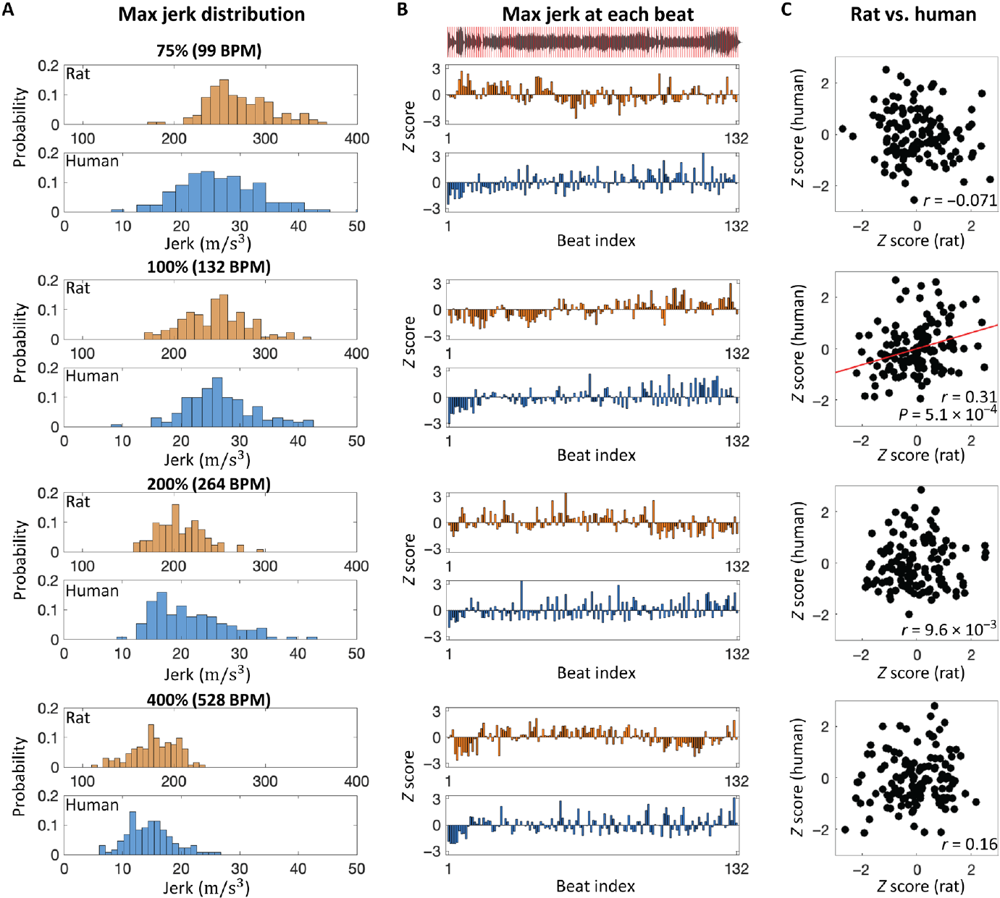 A Max jerk distribution
B Max jerk at each beat
C Rat vs. human
75% (99 BPM)
Probability
0.2
0.1
0
Rat
100 200 300 400
0.2
0.1
0
Human
0 10 20 30 40 50
Jerk (m/s³)
Z score
3
0
−3
1 132
3
0
−3
1 132
Beat index
Z score (human)
2
0
−2
r = −0.071
−2 0 2
Z score (rat)
100% (132 BPM)
Probability
0.2
0.1
0
Rat
100 200 300 400
0.2
0.1
0
Human
0 10 20 30 40 50
Jerk (m/s³)
Z score
3
0
−3
1 132
3
0
−3
1 132
Beat index
Z score (human)
2
0
−2
r = 0.31
P = 5.1 × 10⁻⁴
−2 0 2
Z score (rat)
200% (264 BPM)
Probability
0.2
0.1
0
Rat
100 200 300 400
0.2
0.1
0
Human
0 10 20 30 40 50
Jerk (m/s³)
Z score
3
0
−3
1 132
3
0
−3
1 132
Beat index
Z score (human)
2
0
−2
r = 9.6 × 10⁻³
−2 0 2
Z score (rat)
400% (528 BPM)
Probability
0.2
0.1
0
Rat
100 200 300 400
0.2
0.1
0
Human
0 10 20 30 40 50
Jerk (m/s³)
Z score
3
0
−3
1 132
3
0
−3
1 132
Beat index
Z score (human)
2
0
−2
r = 0.16
−2 0 2
Z score (rat)